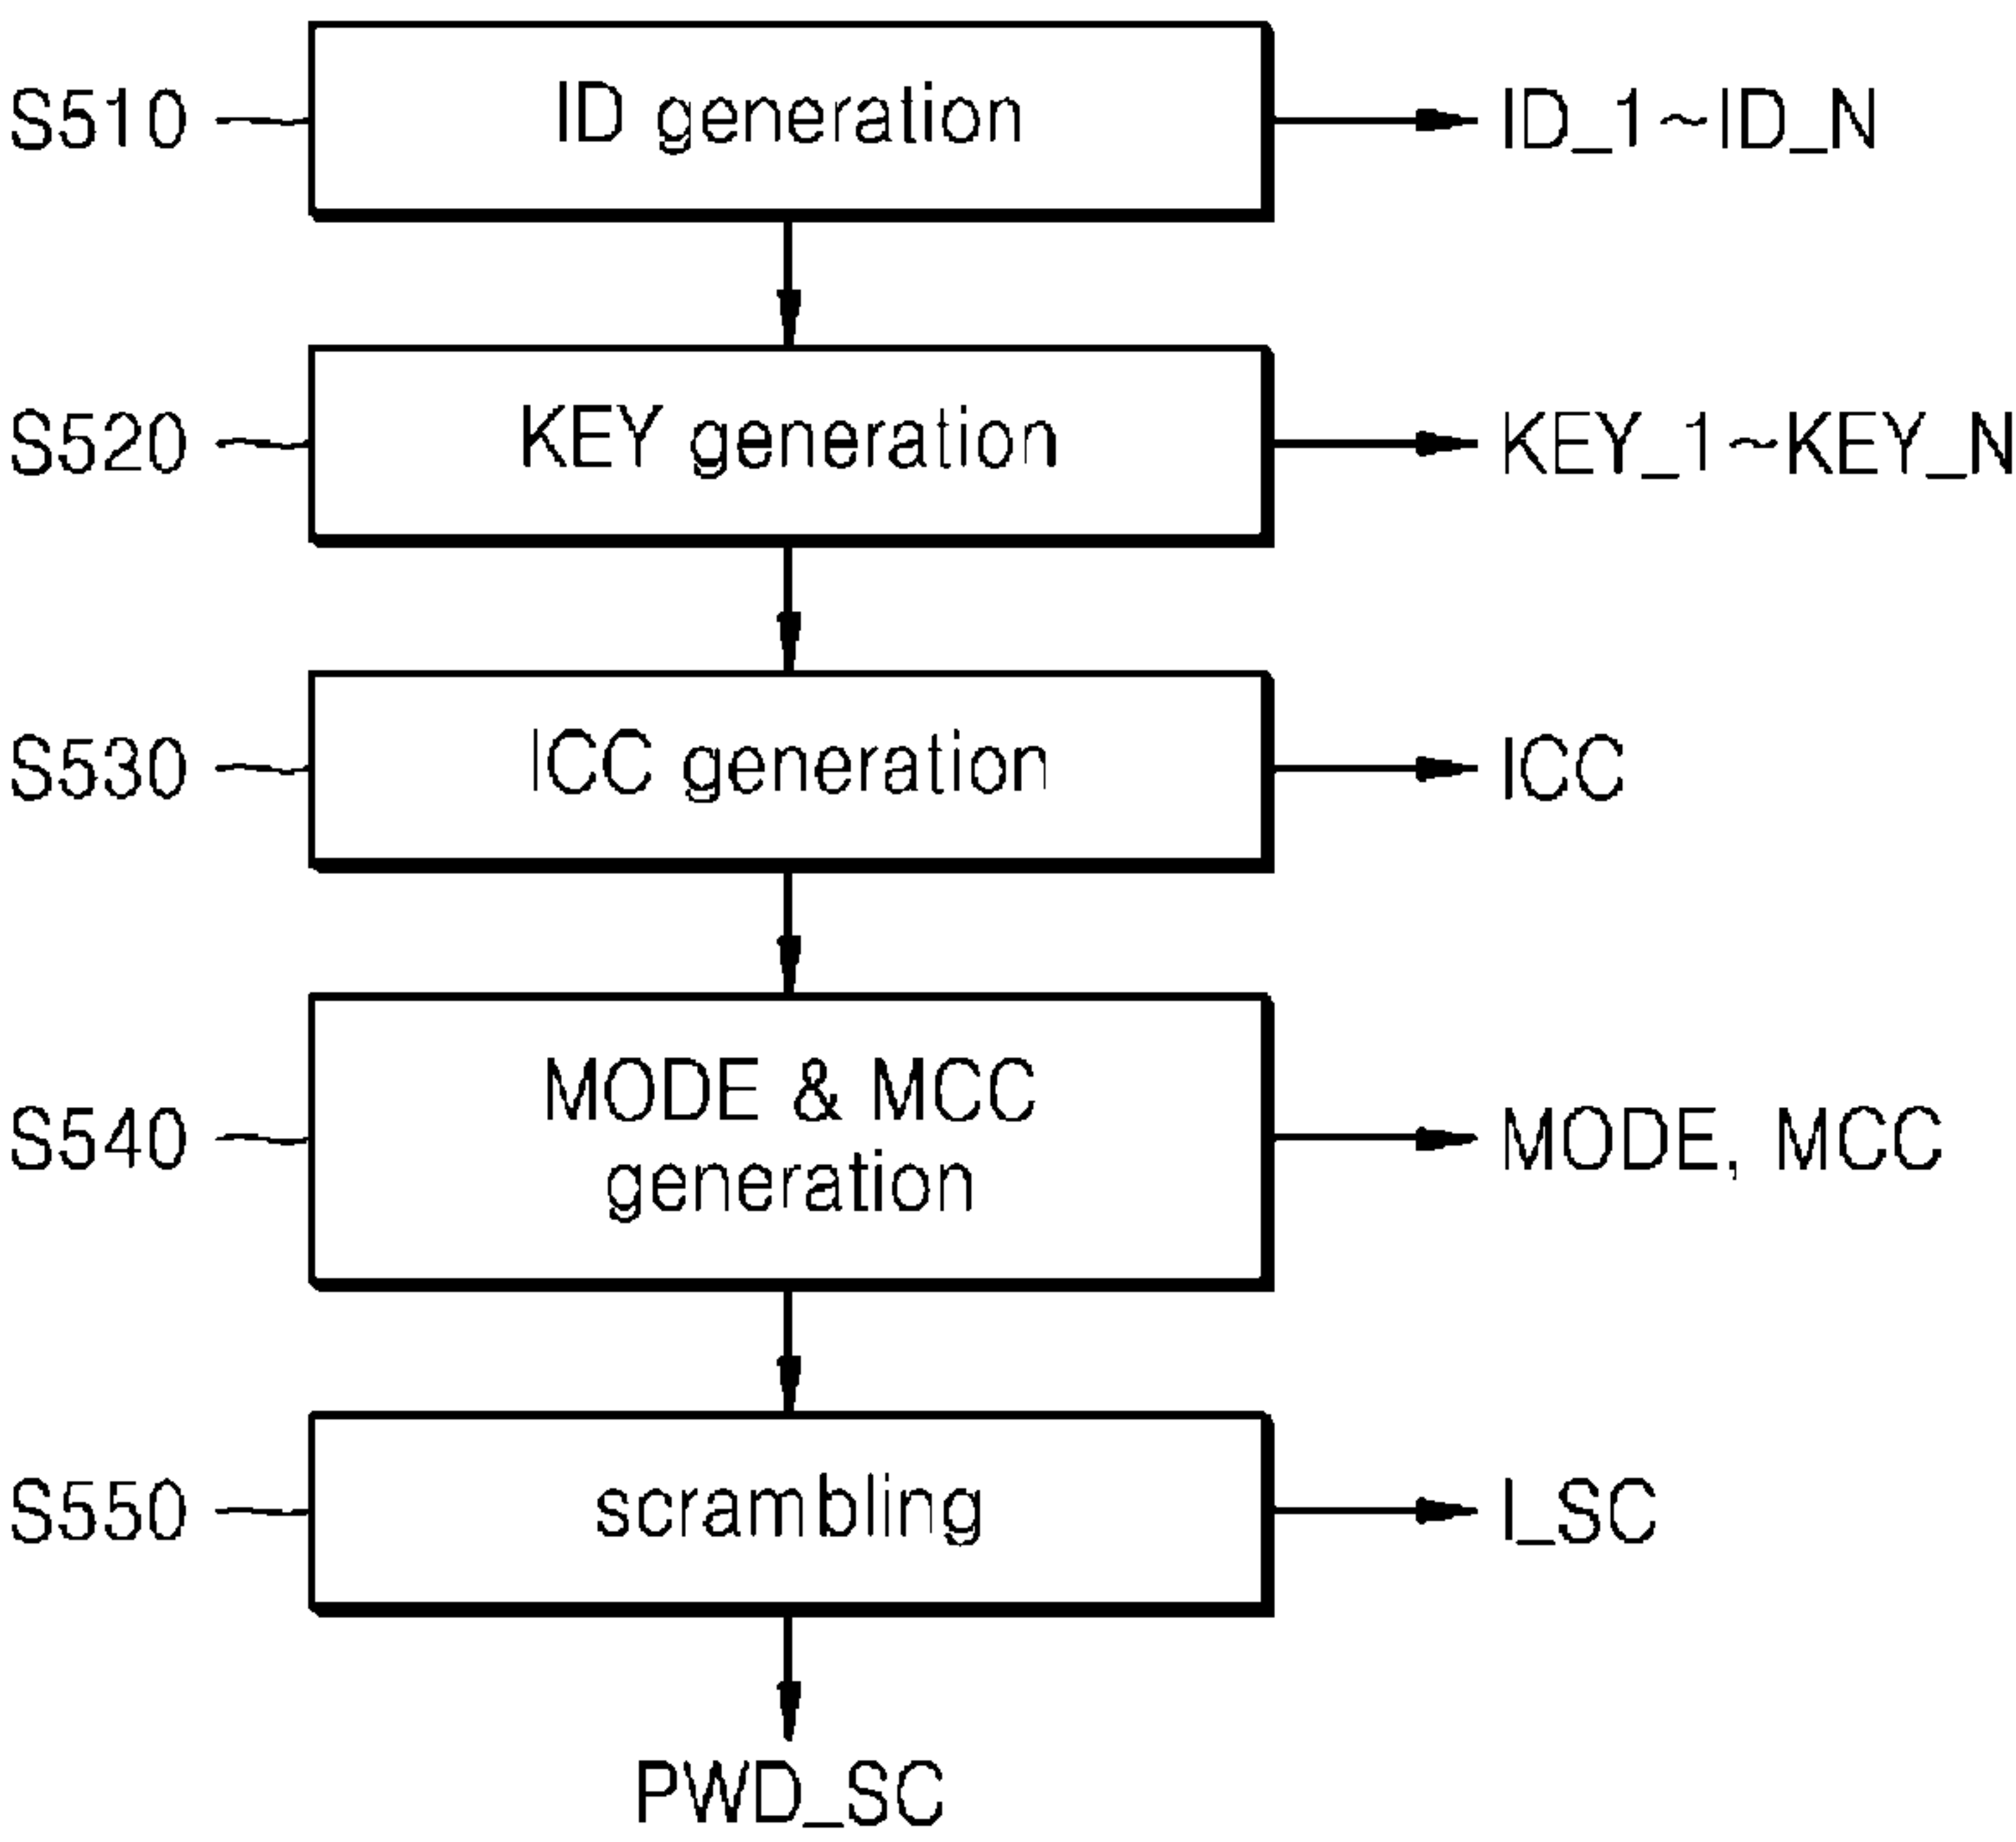 S510 ID generation ID_1~ID_N
S520 KEY generation KEY_1~KEY_N
S530 ICC generation ICC
S540 MODE & MCC generation MODE, MCC
S550 scrambling I_SC
PWD_SC